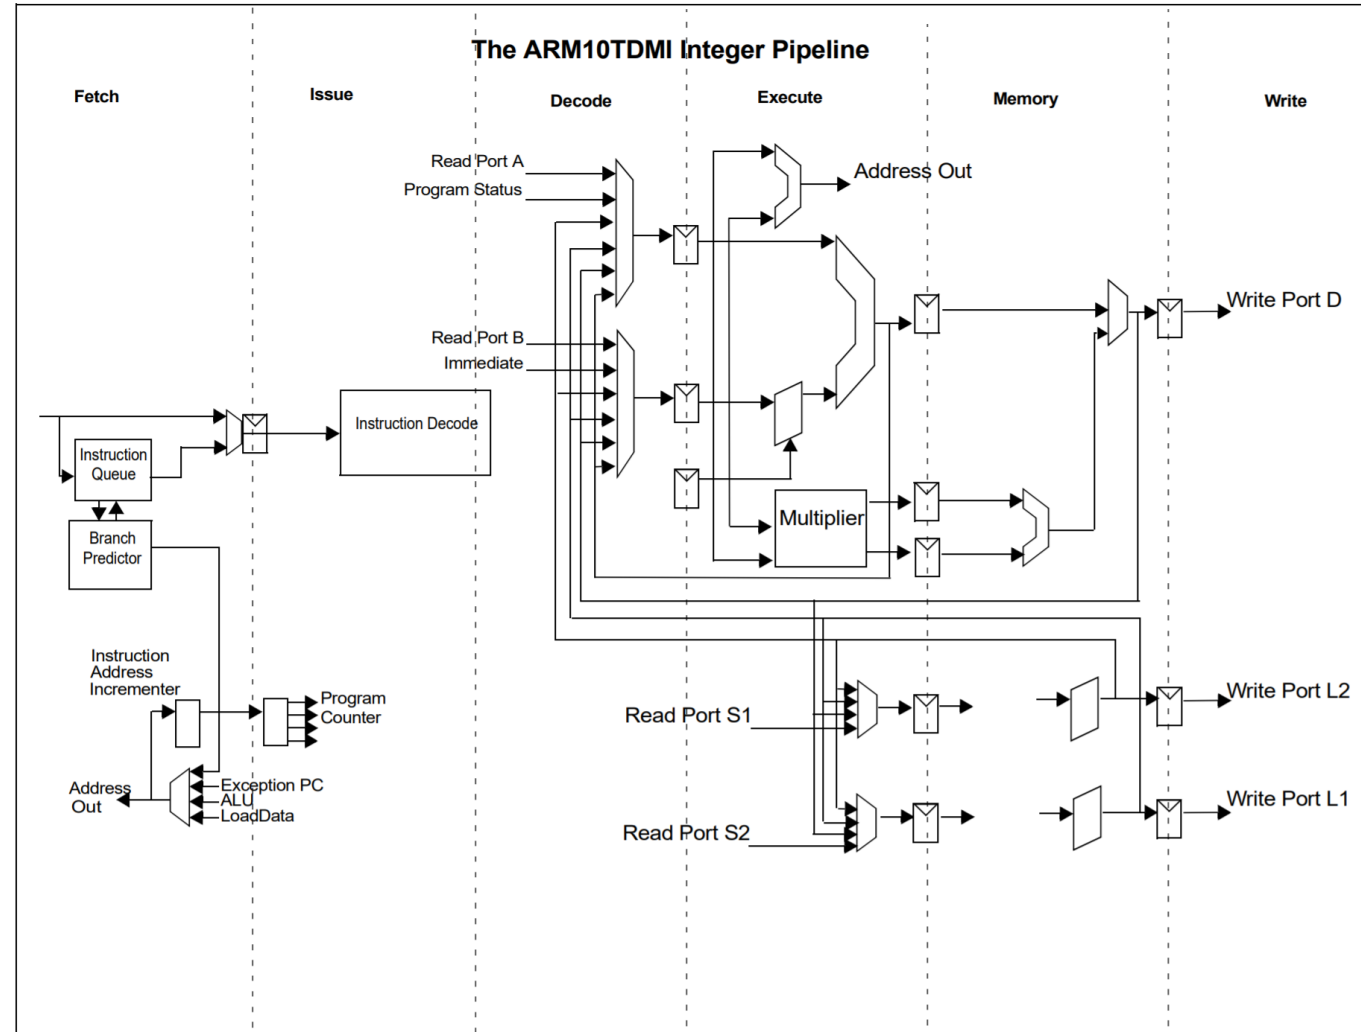 The ARM10TDMI Integer Pipeline
Fetch
Issue
Decode
Execute
Memory
Write
Read Port A
Program Status
Address Out
Write Port D
Read Port B
Immediate
Instruction Decode
Instruction
Queue
Branch
Predictor
Multiplier
Instruction
Address
Incrementer
Program
Counter
Address
Out
Exception PC
ALU
LoadData
Read Port S1
Write Port L2
Read Port S2
Write Port L1